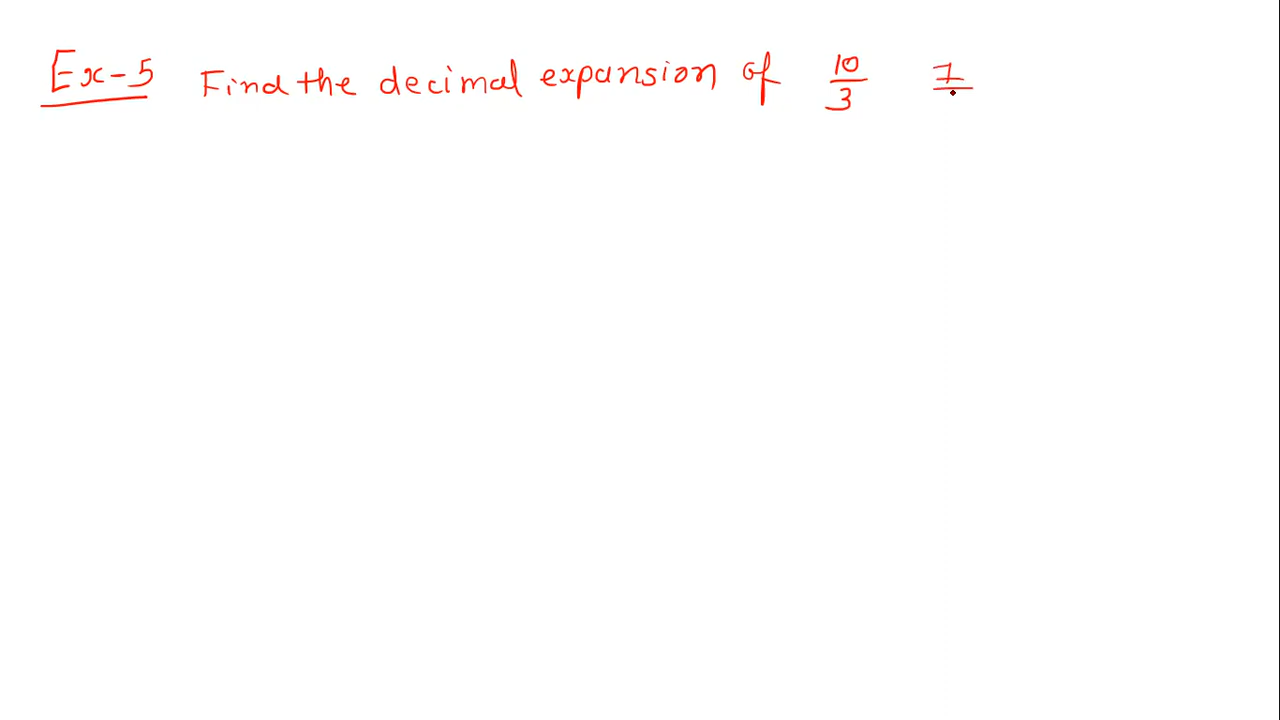 Ex-5 Find the decimal expansion of 10/3 7/